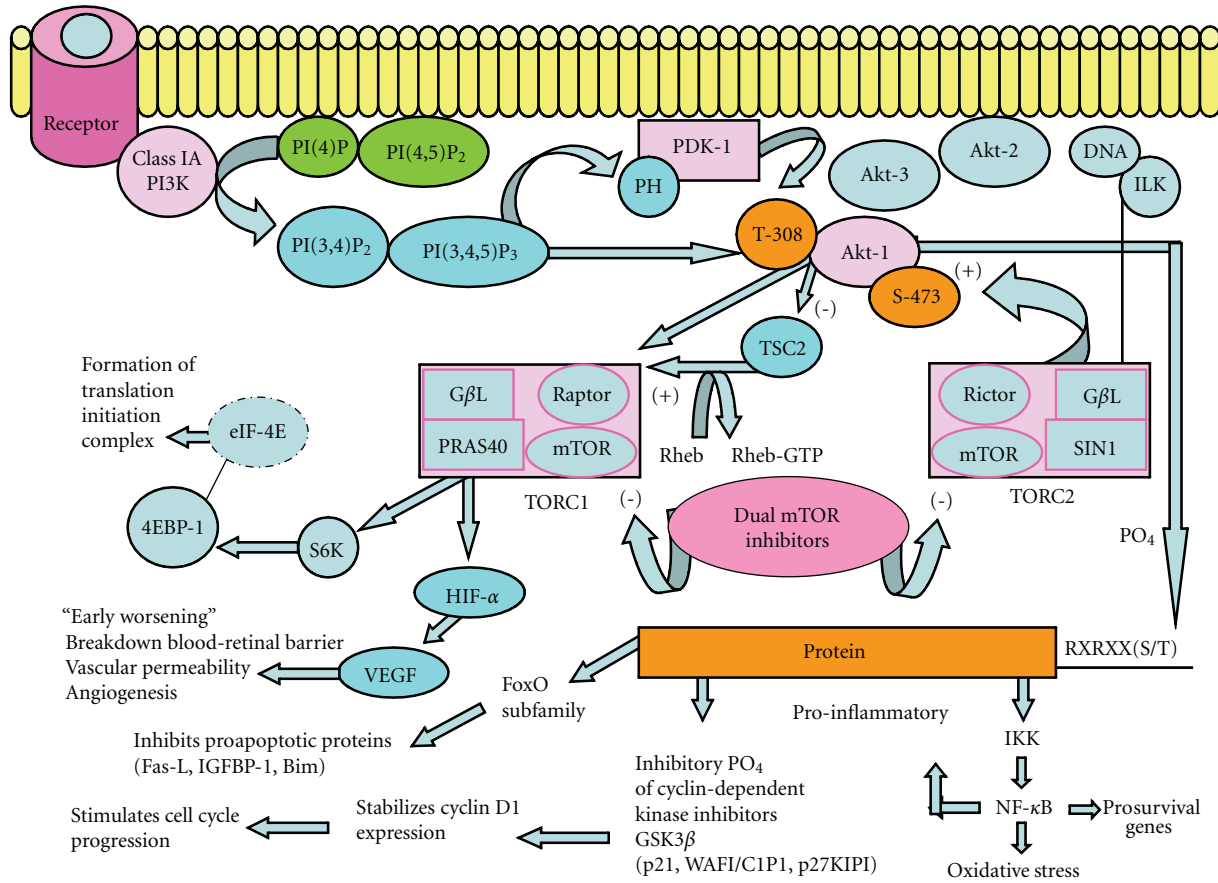 Receptor
Class IA
PI3K
PI(4)P
PI(4,5)P₂
PI(3,4)P₂
PI(3,4,5)P₃
PDK-1
PH
Akt-3
Akt-2
DNA
ILK
T-308
Akt-1
S-473
(+)
(-)
TSC2
Formation of
translation
initiation
complex
eIF-4E
4EBP-1
S6K
GβL
Raptor
PRAS40
mTOR
TORC1
(+)
Rheb
Rheb-GTP
(-)
Dual mTOR
inhibitors
(-)
Rictor
GβL
mTOR
SIN1
TORC2
PO₄
HIF-α
VEGF
“Early worsening”
Breakdown blood-retinal barrier
Vascular permeability
Angiogenesis
Protein
RXRXX(S/T)
FoxO
subfamily
Inhibits proapoptotic proteins
(Fas-L, IGFBP-1, Bim)
Pro-inflammatory
IKK
NF-κB
Prosurvival
genes
Oxidative stress
Inhibitory PO₄
of cyclin-dependent
kinase inhibitors
GSK3β
(p21, WAFI/C1P1, p27KIPI)
Stabilizes cyclin D1
expression
Stimulates cell cycle
progression